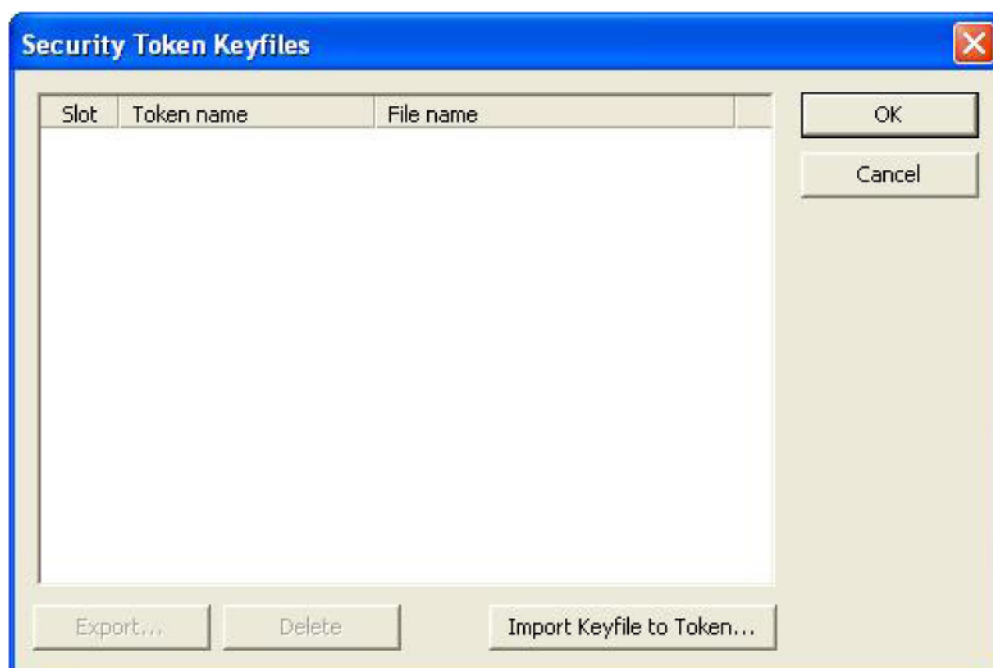 Security Token Keyfiles
Slot Token name File name
OK
Cancel
Export... Delete Import Keyfile to Token...